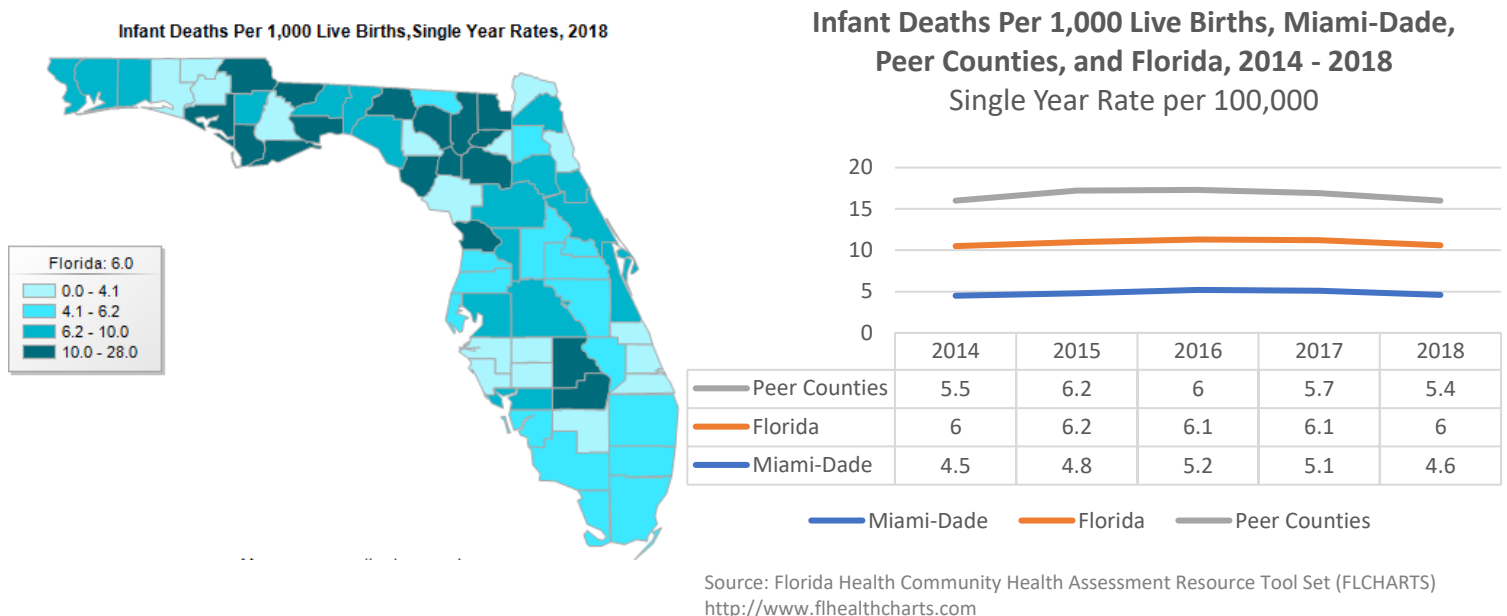 Infant Deaths Per 1,000 Live Births,Single Year Rates, 2018
Florida: 6.0
0.0 - 4.1
4.1 - 6.2
6.2 - 10.0
10.0 - 28.0
Infant Deaths Per 1,000 Live Births, Miami-Dade,
Peer Counties, and Florida, 2014 - 2018
Single Year Rate per 100,000
20
15
10
5
0
2014 2015 2016 2017 2018
Peer Counties 5.5 6.2 6 5.7 5.4
Florida 6 6.2 6.1 6.1 6
Miami-Dade 4.5 4.8 5.2 5.1 4.6
Miami-Dade Florida Peer Counties
Source: Florida Health Community Health Assessment Resource Tool Set (FLCHARTS)
http://www.flhealthcharts.com